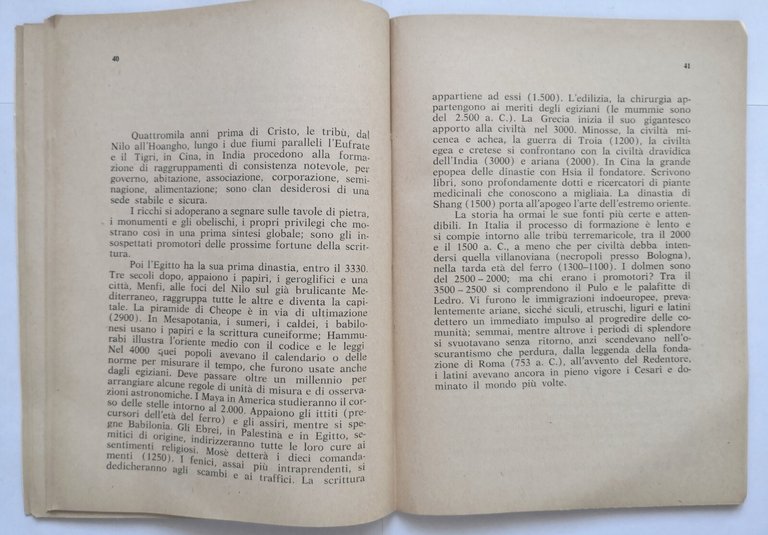 40
Quattromila anni prima di Cristo, le tribù, dal
Nilo all'Hoangho, lungo i due fiumi paralleli l'Eufrate
e il Tigri, in Cina, in India procedono alla forma-
zione di raggruppamenti di consistenza notevole, per
governo, abitazione, associazione, corporazione, semi-
nagione, alimentazione; sono clan desiderosi di una
sede stabile e sicura.
I ricchi si adoperano a segnare sulle tavole di pietra,
i monumenti e gli obelischi, i propri privilegi che mo-
strano così in una prima sintesi globale; sono gli in-
sospettati promotori delle prossime fortune della scrit-
tura.
Poi l'Egitto ha la sua prima dinastia, entro il 3330.
Tre secoli dopo, appaiono i papiri, i geroglifici e una
città, Menfi, alle foci del Nilo sul già brulicante Me-
diterraneo, raggruppa tutte le altre e diventa la capi-
tale. La piramide di Cheope è in via di ultimazione
(2900). In Mesapotania, i sumeri, i caldei, i babilo-
nesi usano i papiri e la scrittura cuneiforme; Hammu-
rabi illustra l'oriente medio con il codice e le leggi
Nel 4000 quei popoli avevano il calendario o delle
norme per misurare il tempo, che furono usate anche
dagli egiziani. Deve passare oltre un millennio per
arrangiare alcune regole di unità di misura e di osserva-
zioni astronomiche. I Maya in America studieranno il cor-
so delle stelle intorno al 2.000. Appaiono gli ittiti (pre-
cursori dell'età del ferro) e gli assiri, mentre si spe-
gne Babilonia. Gli Ebrei, in Palestina e in Egitto, se-
mitici di origine, indirizzeranno tutte le loro cure ai
sentimenti religiosi. Mosè detterà i dieci comanda-
menti (1250). I fenici, assai più intraprendenti, si
dedicheranno agli scambi e ai traffici. La scrittura
41
appartiene ad essi (1.500). L'edilizia, la chirurgia ap-
partengono ai meriti degli egiziani (le mummie sono
del 2.500 a. C.). La Grecia inizia il suo gigantesco
apporto alla civiltà nel 3000. Minosse, la civiltà mi-
cenea e achea, la guerra di Troia (1200), la civiltà
egea e cretese si confrontano con la civiltà dravidica
dell'India (3000) e ariana (2000). In Cina la grande
epopea delle dinastie con Hsia il fondatore. Scrivono
libri, sono profondamente dotti e ricercatori di piante
medicinali che conoscono a migliaia. La dinastia di
Shang (1500) porta all'apogeo l'arte dell'estremo oriente.
La storia ha ormai le sue fonti più certe e atten-
dibili. In Italia il processo di formazione è lento e
si compie intorno alle tribù terremaricole, tra il 2000
e il 1500 a. C., a meno che per civiltà debba inten-
dersi quella villanoviana (necropoli presso Bologna),
nella tarda età del ferro (1300-1100). I dolmen sono
del 2500-2000; ma chi erano i promotori? Tra il
3500-2500 si comprendono il Pulo e le palafitte di
Ledro. Vi furono le immigrazioni indoeuropee, preva-
lentemente ariane, sicché siculi, etruschi, liguri e latini
dettero un immediato impulso al progredire delle co-
munità; semmai, mentre altrove i periodi di splendore
si svuotavano senza ritorno, anzi scendevano nell'o-
scurantismo che perdura, dalla leggenda della fonda-
zione di Roma (753 a. C.), all'avvento del Redentore,
i latini avevano ancora in pieno vigore i Cesari e do-
minato il mondo più volte.